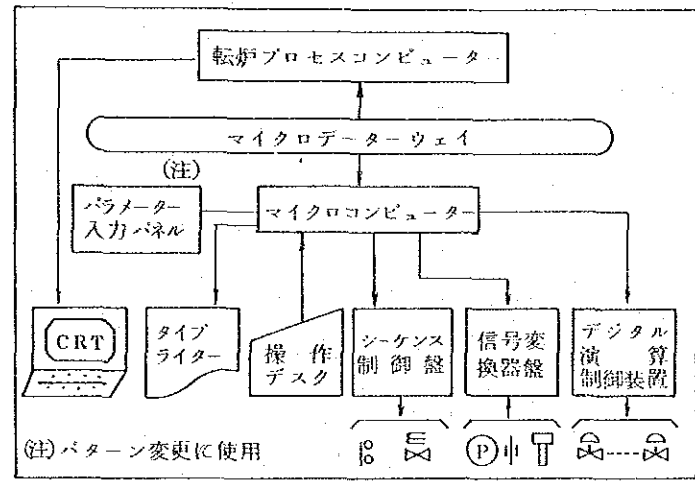 転炉プロセスコンピューター
マイクロデーターウェイ
(注)
パラメーター
入力パネル
マイクロコンピューター
CRT
タイプ
ライター
操作
デスク
シーケンス
制御盤
信号変
換器盤
デジタル
演算
制御装置
P
(注)パターン変更に使用